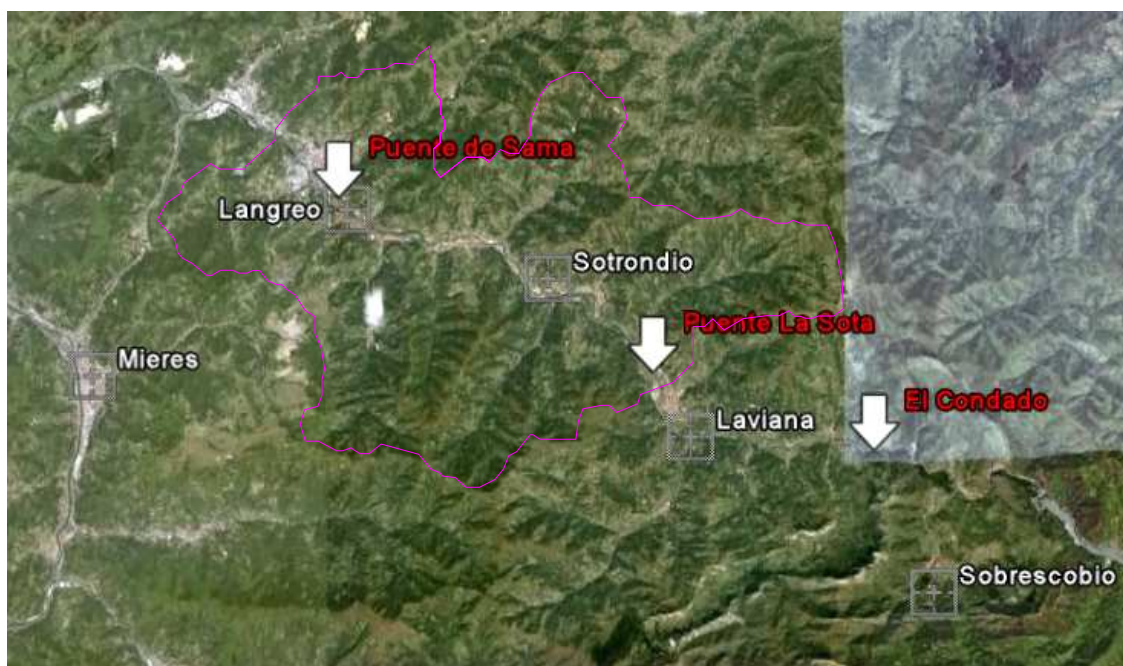 Puente de Sama
Langreo
Sotrondio
Puente La Sota
Mieres
El Condado
Laviana
Sobrescobio